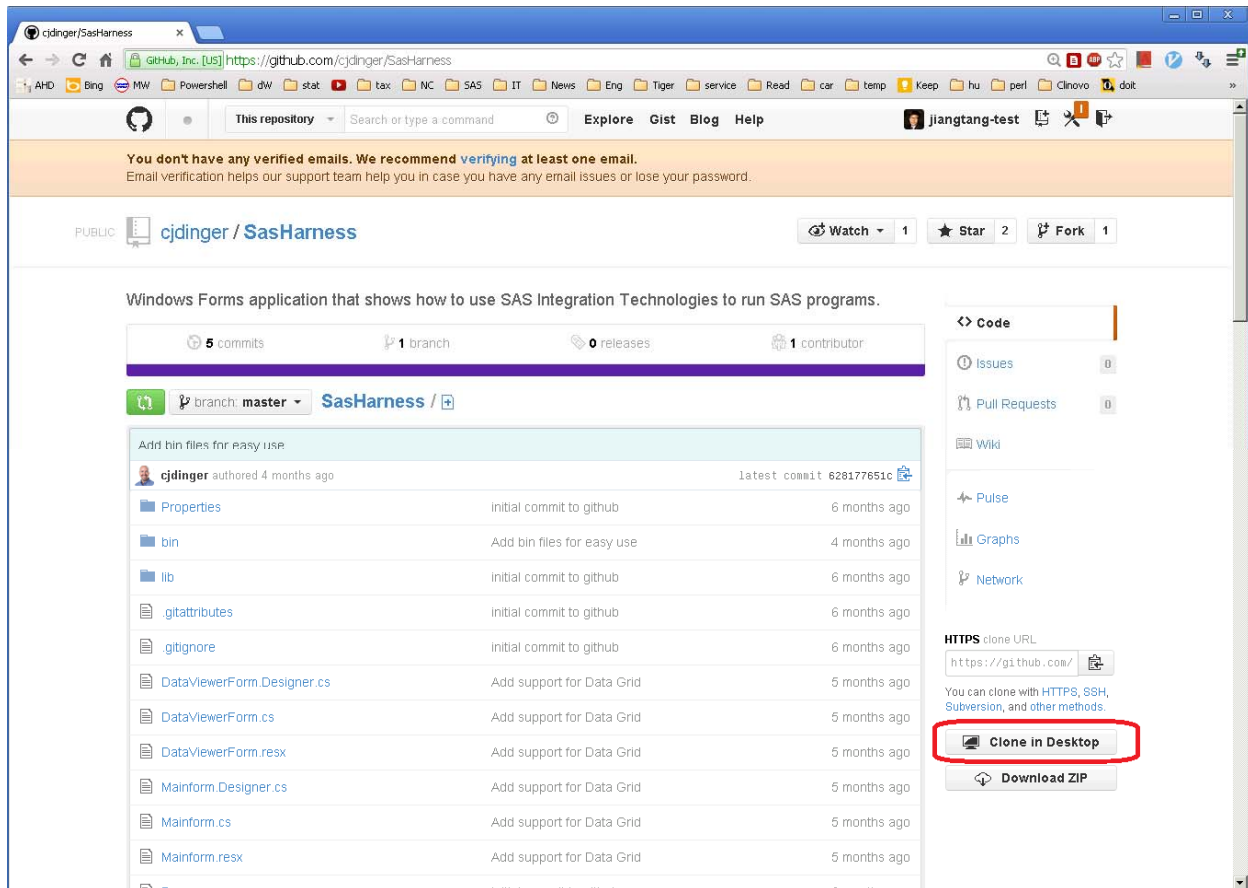 cjdinger/SasHarness
GitHub, Inc. [US] https://github.com/cjdinger/SasHarness
AHD Bing MW Powershell dW stat tax NC SAS IT News Eng Tiger service Read car temp Keep hu perl Clinovo doit »
This repository Search or type a command Explore Gist Blog Help jiangtang-test
You don't have any verified emails. We recommend verifying at least one email.
Email verification helps our support team help you in case you have any email issues or lose your password.
PUBLIC cjdinger / SasHarness Watch 1 Star 2 Fork 1
Windows Forms application that shows how to use SAS Integration Technologies to run SAS programs.
5 commits 1 branch 0 releases 1 contributor
branch: master SasHarness /
Add bin files for easy use
cjdinger authored 4 months ago latest commit 628177651c
Properties initial commit to github 6 months ago
bin Add bin files for easy use 4 months ago
lib initial commit to github 6 months ago
.gitattributes initial commit to github 6 months ago
.gitignore initial commit to github 6 months ago
DataViewerForm.Designer.cs Add support for Data Grid 5 months ago
DataViewerForm.cs Add support for Data Grid 5 months ago
DataViewerForm.resx Add support for Data Grid 5 months ago
Mainform.Designer.cs Add support for Data Grid 5 months ago
Mainform.cs Add support for Data Grid 5 months ago
Mainform.resx Add support for Data Grid 5 months ago
Code
Issues 0
Pull Requests 0
Wiki
Pulse
Graphs
Network
HTTPS clone URL
https://github.com/
You can clone with HTTPS, SSH,
Subversion, and other methods.
Clone in Desktop
Download ZIP